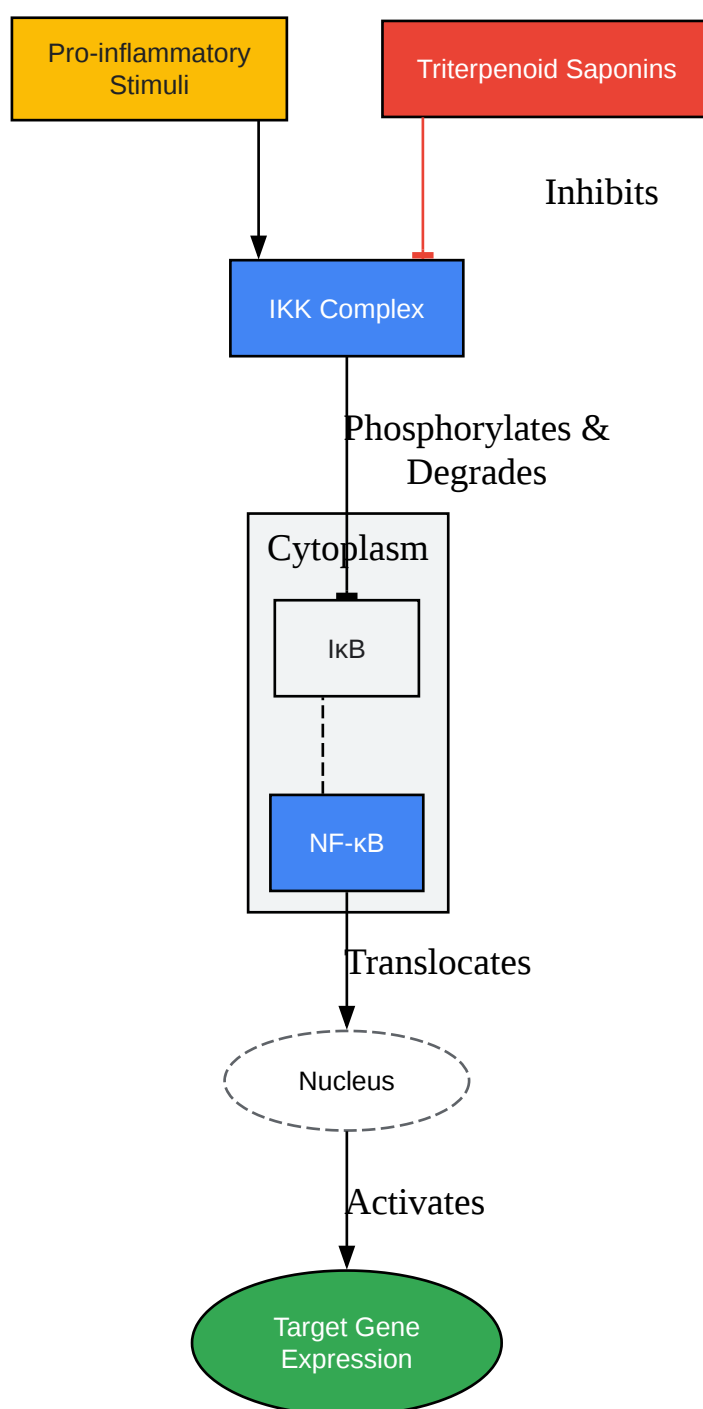 Pro-inflammatory
Stimuli
Triterpenoid Saponins
Inhibits
IKK Complex
Phosphorylates &
Degrades
Cytoplasm
IκB
NF-κB
Translocates
Nucleus
Activates
Target Gene
Expression